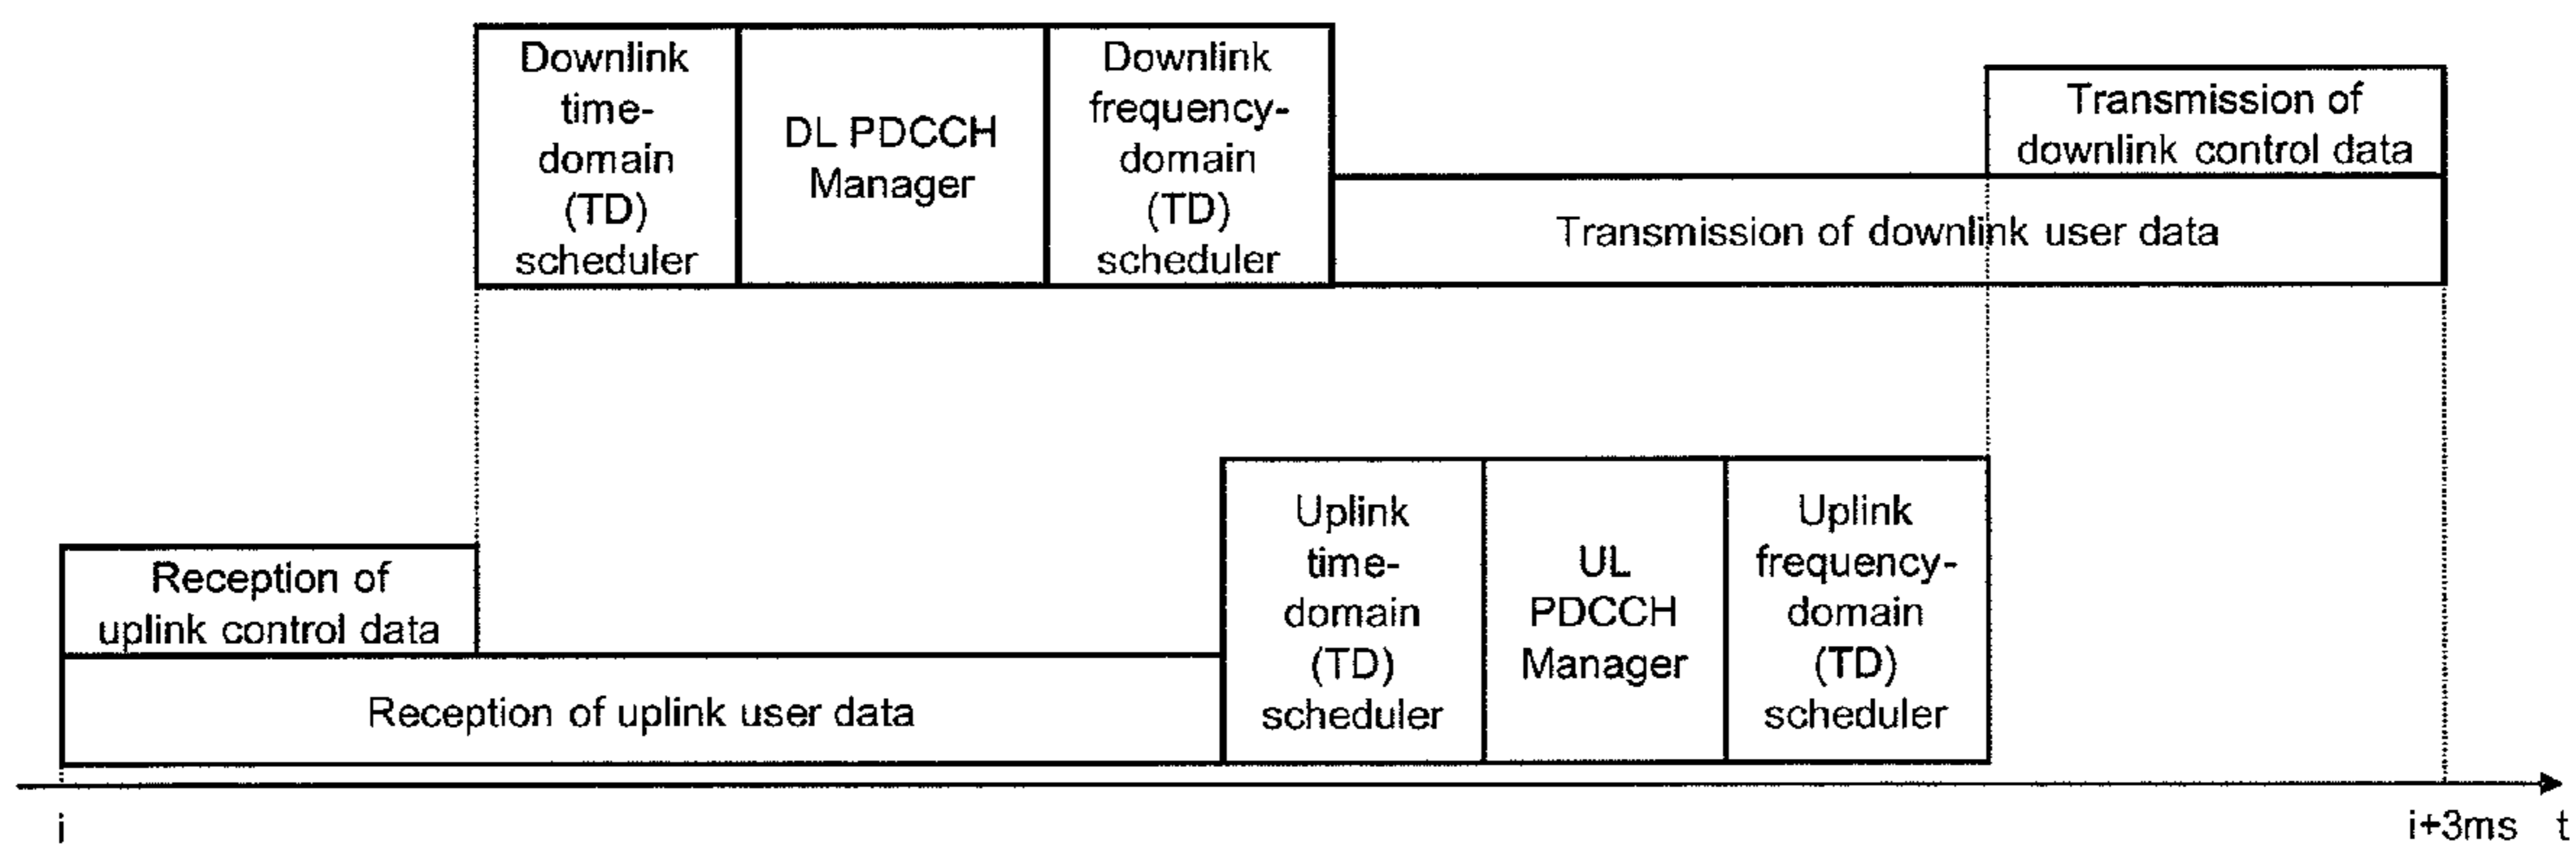 Downlink
time-
domain
(TD)
scheduler
DL PDCCH
Manager
Downlink
frequency-
domain
(TD)
scheduler
Transmission of
downlink control data
Transmission of downlink user data
Reception of
uplink control data
Reception of uplink user data
Uplink
time-
domain
(TD)
scheduler
UL
PDCCH
Manager
Uplink
frequency-
domain
(TD)
scheduler
i
i+3ms
t